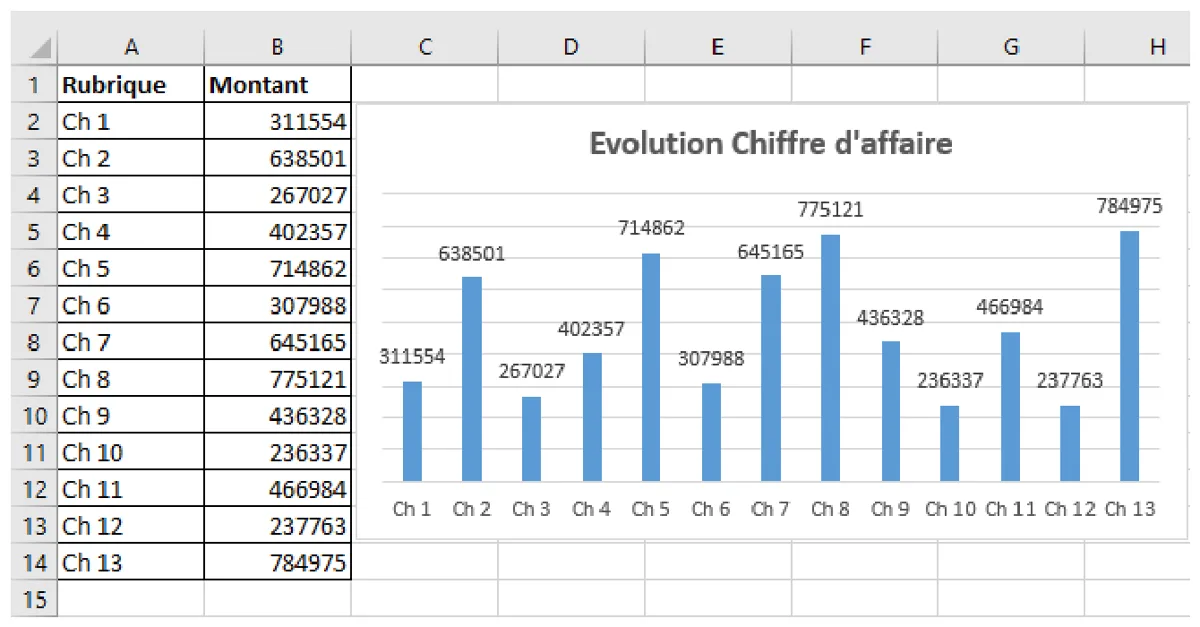 A B C D E F G H
1 Rubrique Montant
2 Ch 1 311554
3 Ch 2 638501
4 Ch 3 267027
5 Ch 4 402357
6 Ch 5 714862
7 Ch 6 307988
8 Ch 7 645165
9 Ch 8 775121
10 Ch 9 436328
11 Ch 10 236337
12 Ch 11 466984
13 Ch 12 237763
14 Ch 13 784975
15
Evolution Chiffre d'affaire
311554 638501 267027 402357 714862 307988 645165 775121 436328 236337 466984 237763 784975
Ch 1 Ch 2 Ch 3 Ch 4 Ch 5 Ch 6 Ch 7 Ch 8 Ch 9 Ch 10 Ch 11 Ch 12 Ch 13